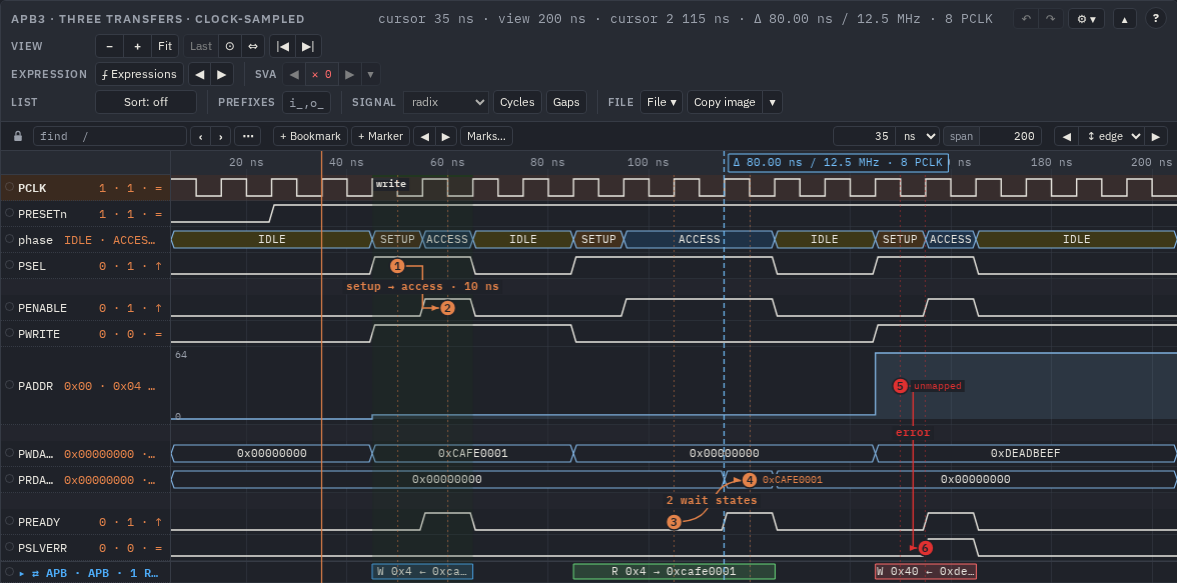 APB3 · THREE TRANSFERS · CLOCK-SAMPLED
cursor 35 ns · view 200 ns · cursor 2 115 ns · Δ 80.00 ns / 12.5 MHz · 8 PCLK
↶ ↷ ⚙▾ ▲ ?
VIEW − + Fit Last ⊙ ⇔ |◀ ▶|
EXPRESSION ⨍ Expressions ◀ ▶ SVA ◀ × 0 ▶ ▾
LIST Sort: off PREFIXES i_,o_ SIGNAL radix Cycles Gaps FILE File ▾ Copy image ▾
find / ‹ › ⋯ + Bookmark + Marker ◀ ▶ Marks… 35 ns span 200 ◀ ↕ edge ▶
20 ns 40 ns 60 ns 80 ns 100 ns Δ 80.00 ns / 12.5 MHz · 8 PCLK ns 180 ns 200 ns
PCLK 1 · 1 · = write
PRESETn 1 · 1 · =
phase IDLE · ACCES… IDLE SETUP ACCESS IDLE SETUP ACCESS IDLE SETUP ACCESS IDLE
PSEL 0 · 1 · ↑ 1
setup → access · 10 ns
PENABLE 0 · 1 · ↑ 2
PWRITE 0 · 0 · =
64
PADDR 0x00 · 0x04 … 5 unmapped
0
error
PWDA… 0x00000000 ·… 0x00000000 0xCAFE0001 0x00000000 0xDEADBEEF
PRDA… 0x00000000 ·… 0x00000000 4 0xCAFE0001 0x00000000
2 wait states
PREADY 0 · 1 · ↑ 3
PSLVERR 0 · 0 · = 6
▸ ⇄ APB · APB · 1 R… W 0x4 ← 0xca… R 0x4 → 0xcafe0001 W 0x40 ← 0xde…